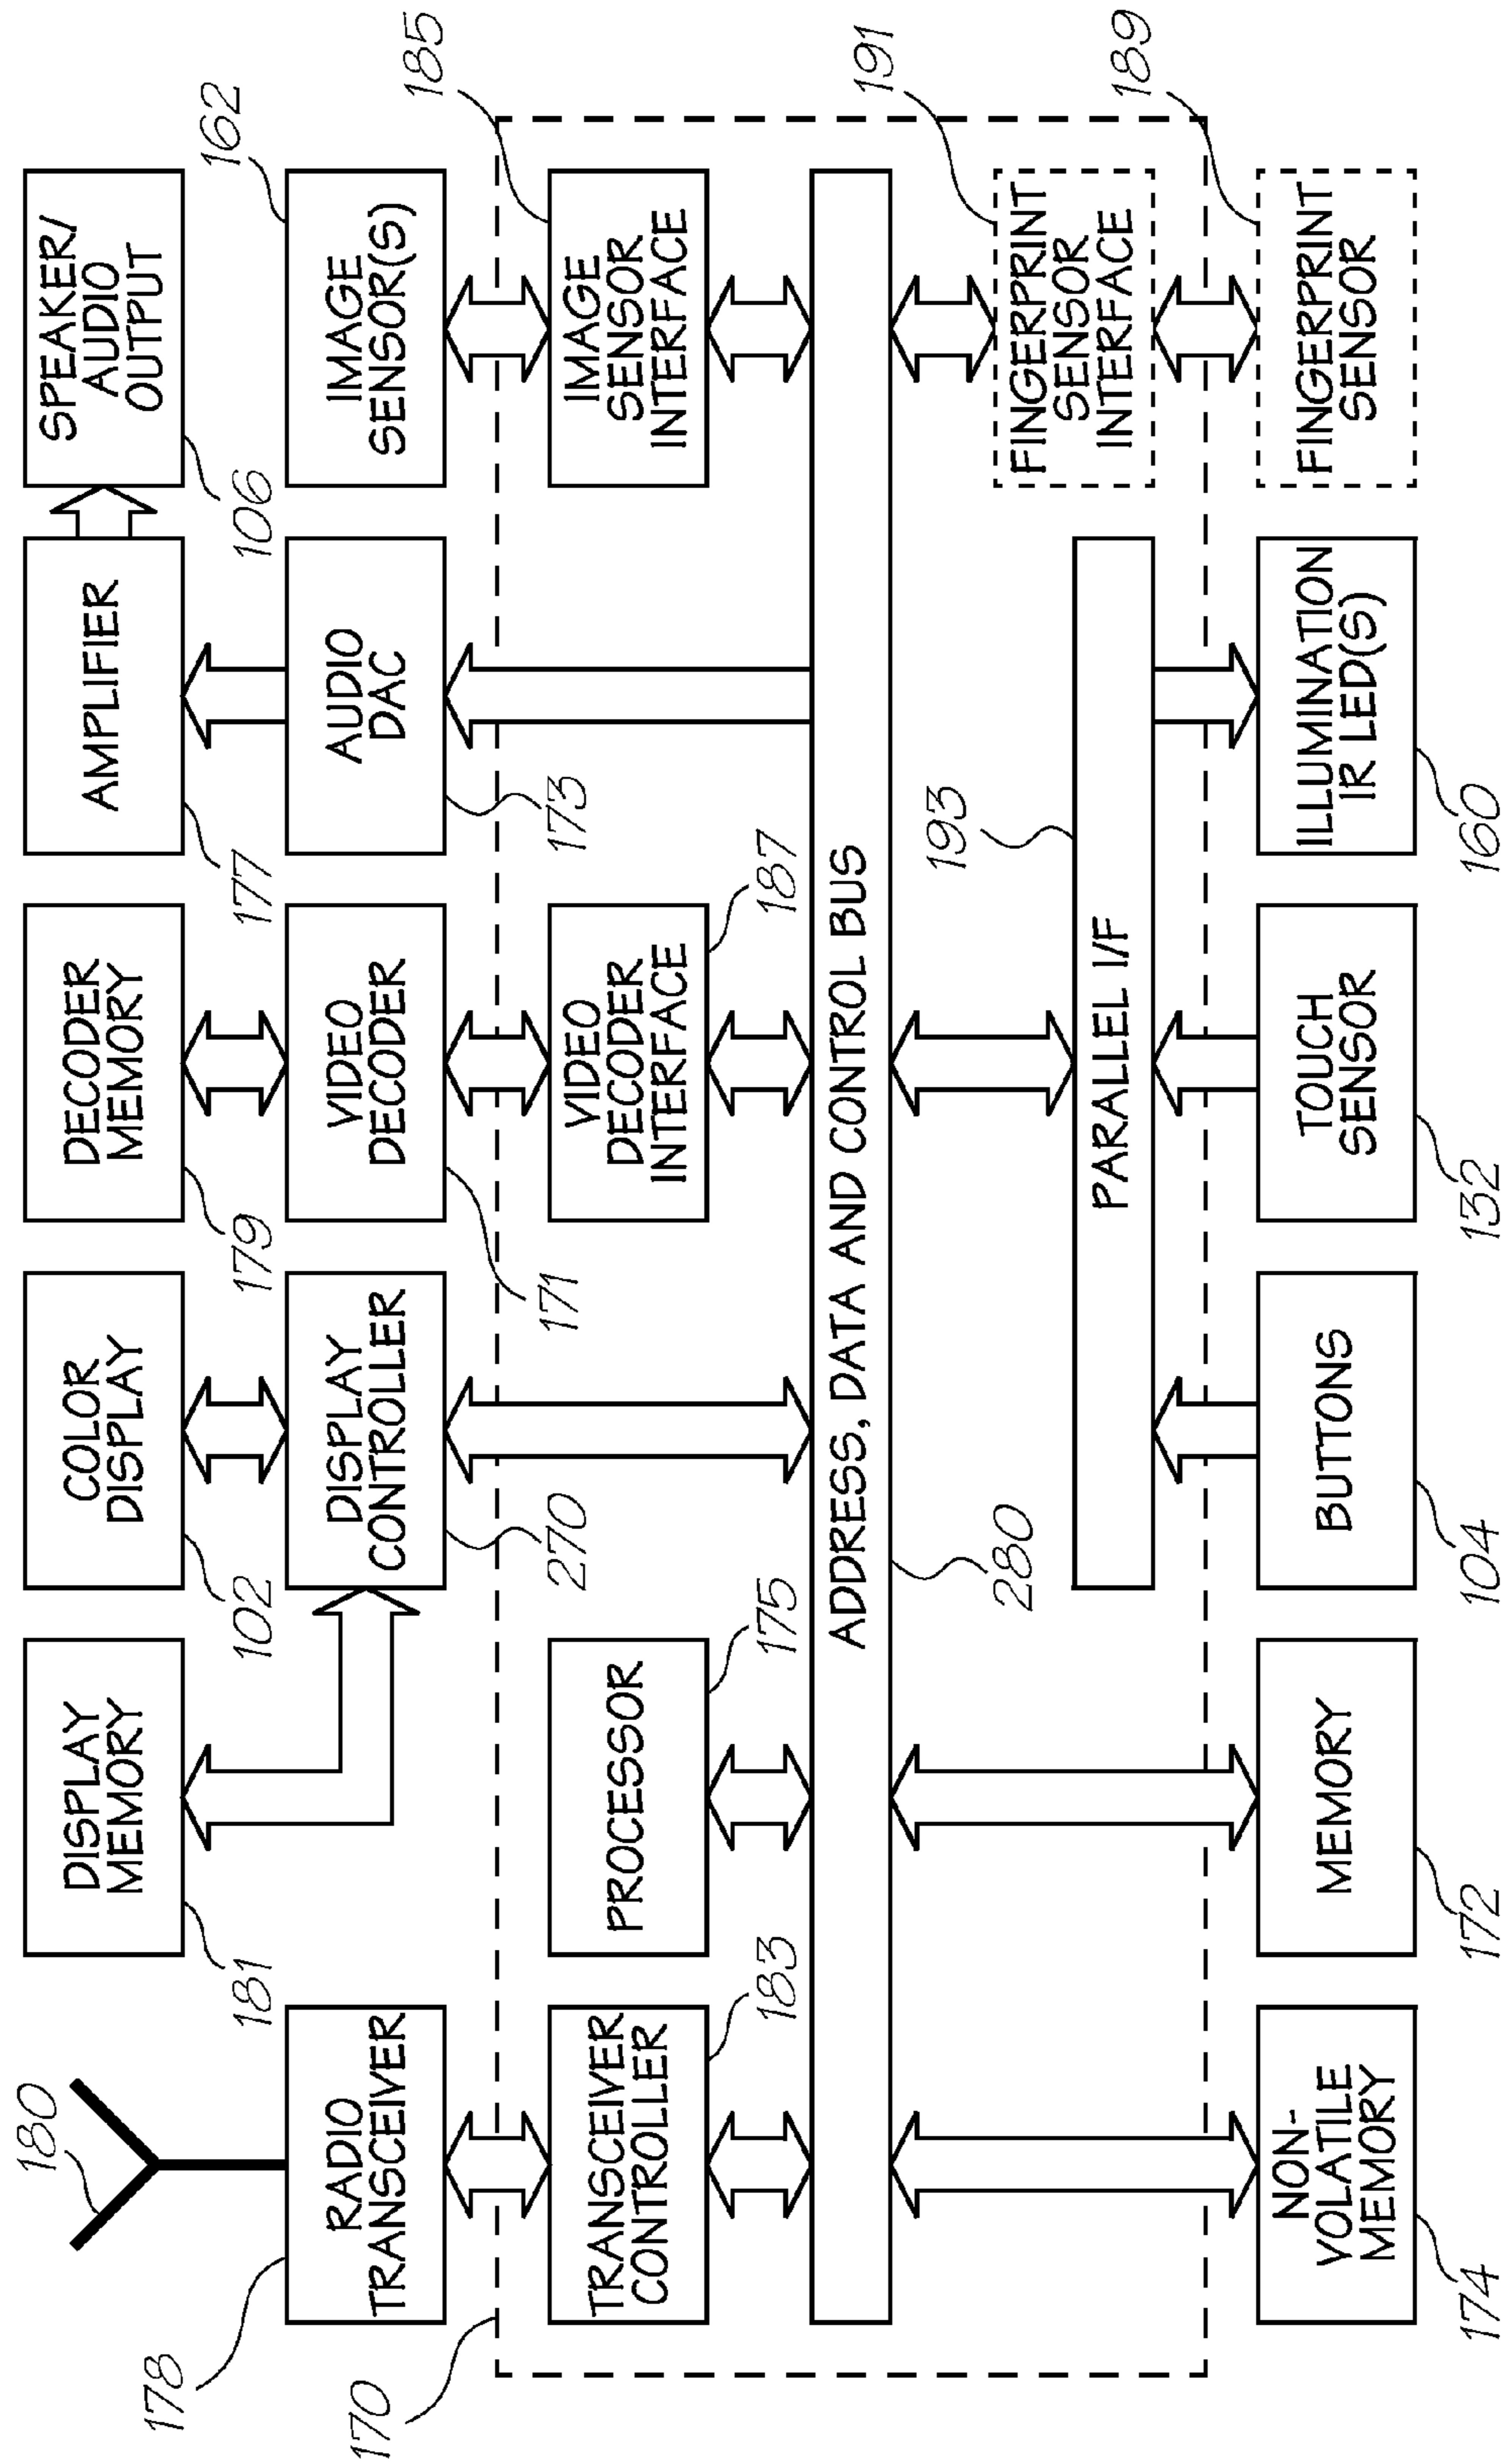 180
DISPLAY
MEMORY
COLOR
DISPLAY
DECODER
MEMORY
AMPLIFIER
SPEAKER/
AUDIO
OUTPUT
181
102
179
177
106
162
178
RADIO
TRANSCEIVER
DISPLAY
CONTROLLER
VIDEO
DECODER
AUDIO
DAC
IMAGE
SENSOR(S)
170
270
171
173
185
TRANSCEIVER
CONTROLLER
PROCESSOR
VIDEO
DECODER
INTERFACE
IMAGE
SENSOR
INTERFACE
183
175
187
191
ADDRESS, DATA AND CONTROL BUS
280
193
FINGERPRINT
SENSOR
INTERFACE
PARALLEL I/F
189
NON-
VOLATILE
MEMORY
MEMORY
BUTTONS
TOUCH
SENSOR
ILLUMINATION
IR LED(S)
FINGERPRINT
SENSOR
174
172
104
132
160